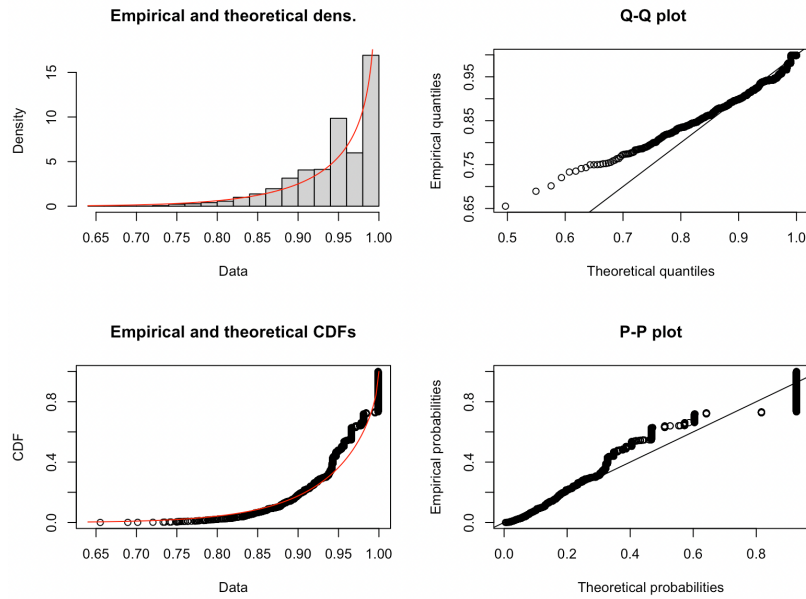 Empirical and theoretical dens.
Density
0
5
10
15
0.65 0.70 0.75 0.80 0.85 0.90 0.95 1.00
Data
Q-Q plot
Empirical quantiles
0.65 0.75 0.85 0.95
0.5 0.6 0.7 0.8 0.9 1.0
Theoretical quantiles
Empirical and theoretical CDFs
CDF
0.0 0.4 0.8
0.65 0.70 0.75 0.80 0.85 0.90 0.95 1.00
Data
P-P plot
Empirical probabilities
0.0 0.4 0.8
0.0 0.2 0.4 0.6 0.8
Theoretical probabilities